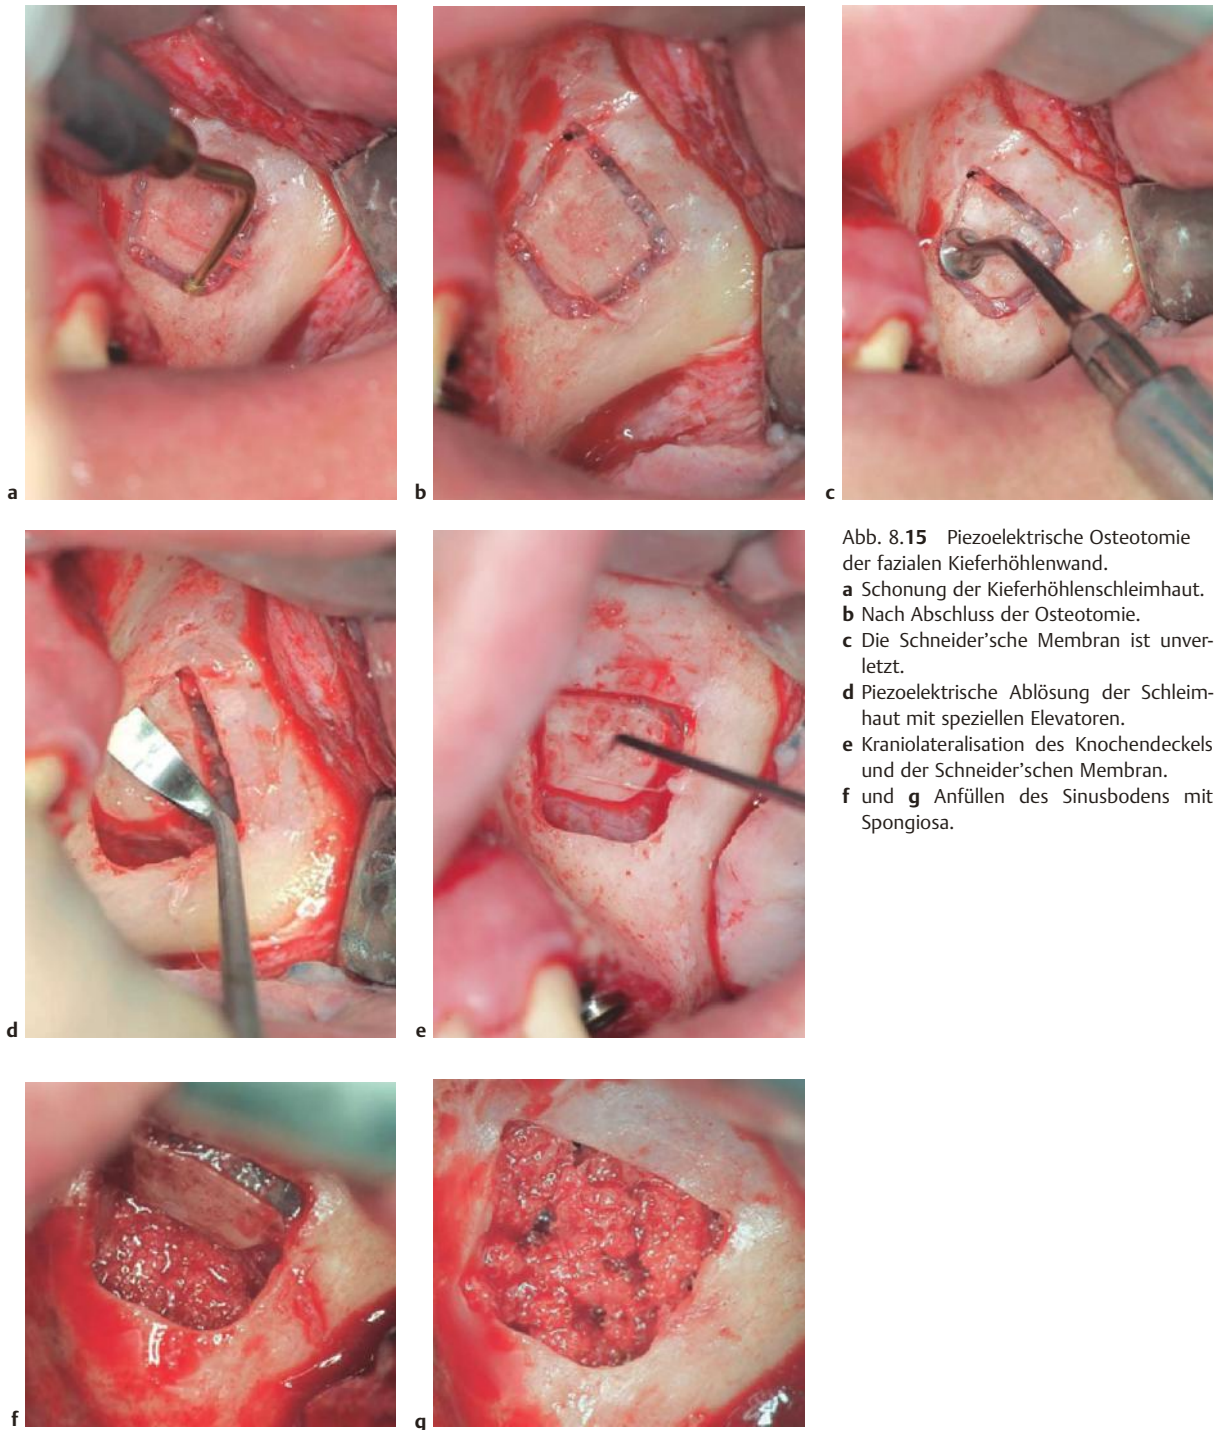 a
b
c
Abb. 8.15 Piezoelektrische Osteotomie
der fazialen Kieferhöhlenwand.
a Schonung der Kieferhöhlenschleimhaut.
b Nach Abschluss der Osteotomie.
c Die Schneider'sche Membran ist unver-
letzt.
d Piezoelektrische Ablösung der Schleim-
haut mit speziellen Elevatoren.
e Kraniolateralisation des Knochendeckels
und der Schneider'schen Membran.
f und g Anfüllen des Sinusbodens mit
Spongiosa.
d
e
f
g